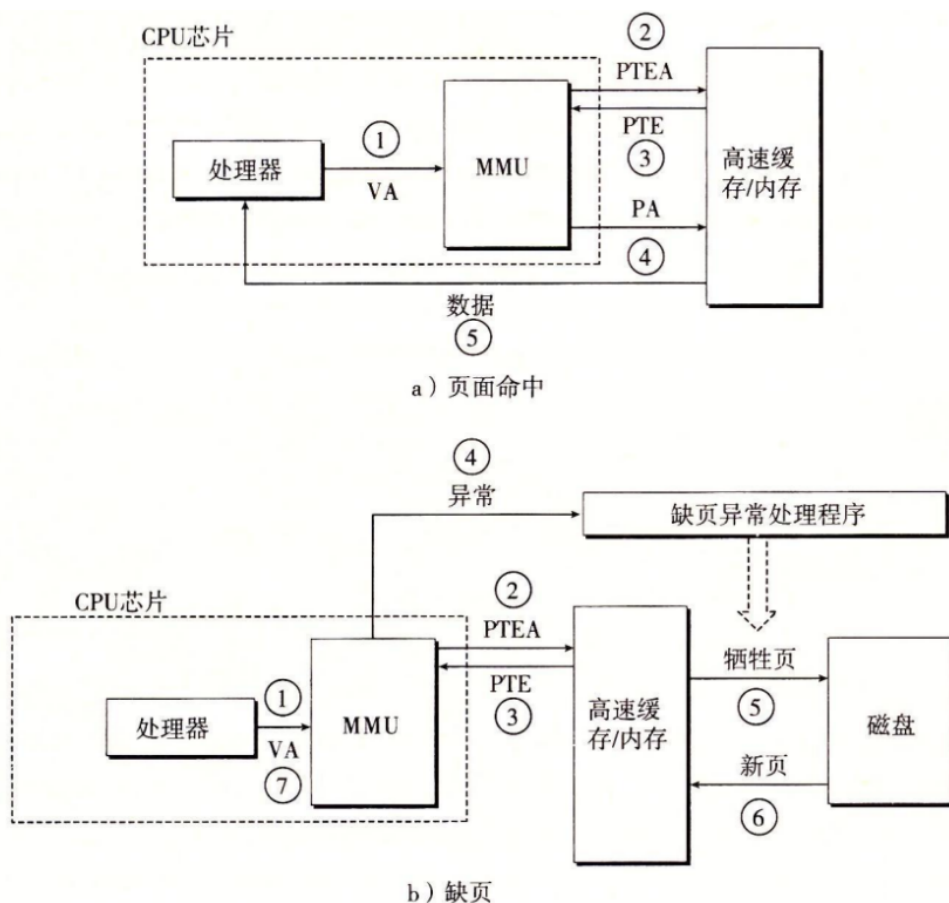 CPU芯片
②
PTEA
①
PTE
处理器
MMU
③
高速缓
存/内存
VA
PA
④
数据
⑤
a）页面命中
④
异常
缺页异常处理程序
CPU芯片
②
PTEA
牺牲页
①
PTE
⑤
处理器
MMU
③
高速缓
存/内存
磁盘
VA
新页
⑦
⑥
b）缺页